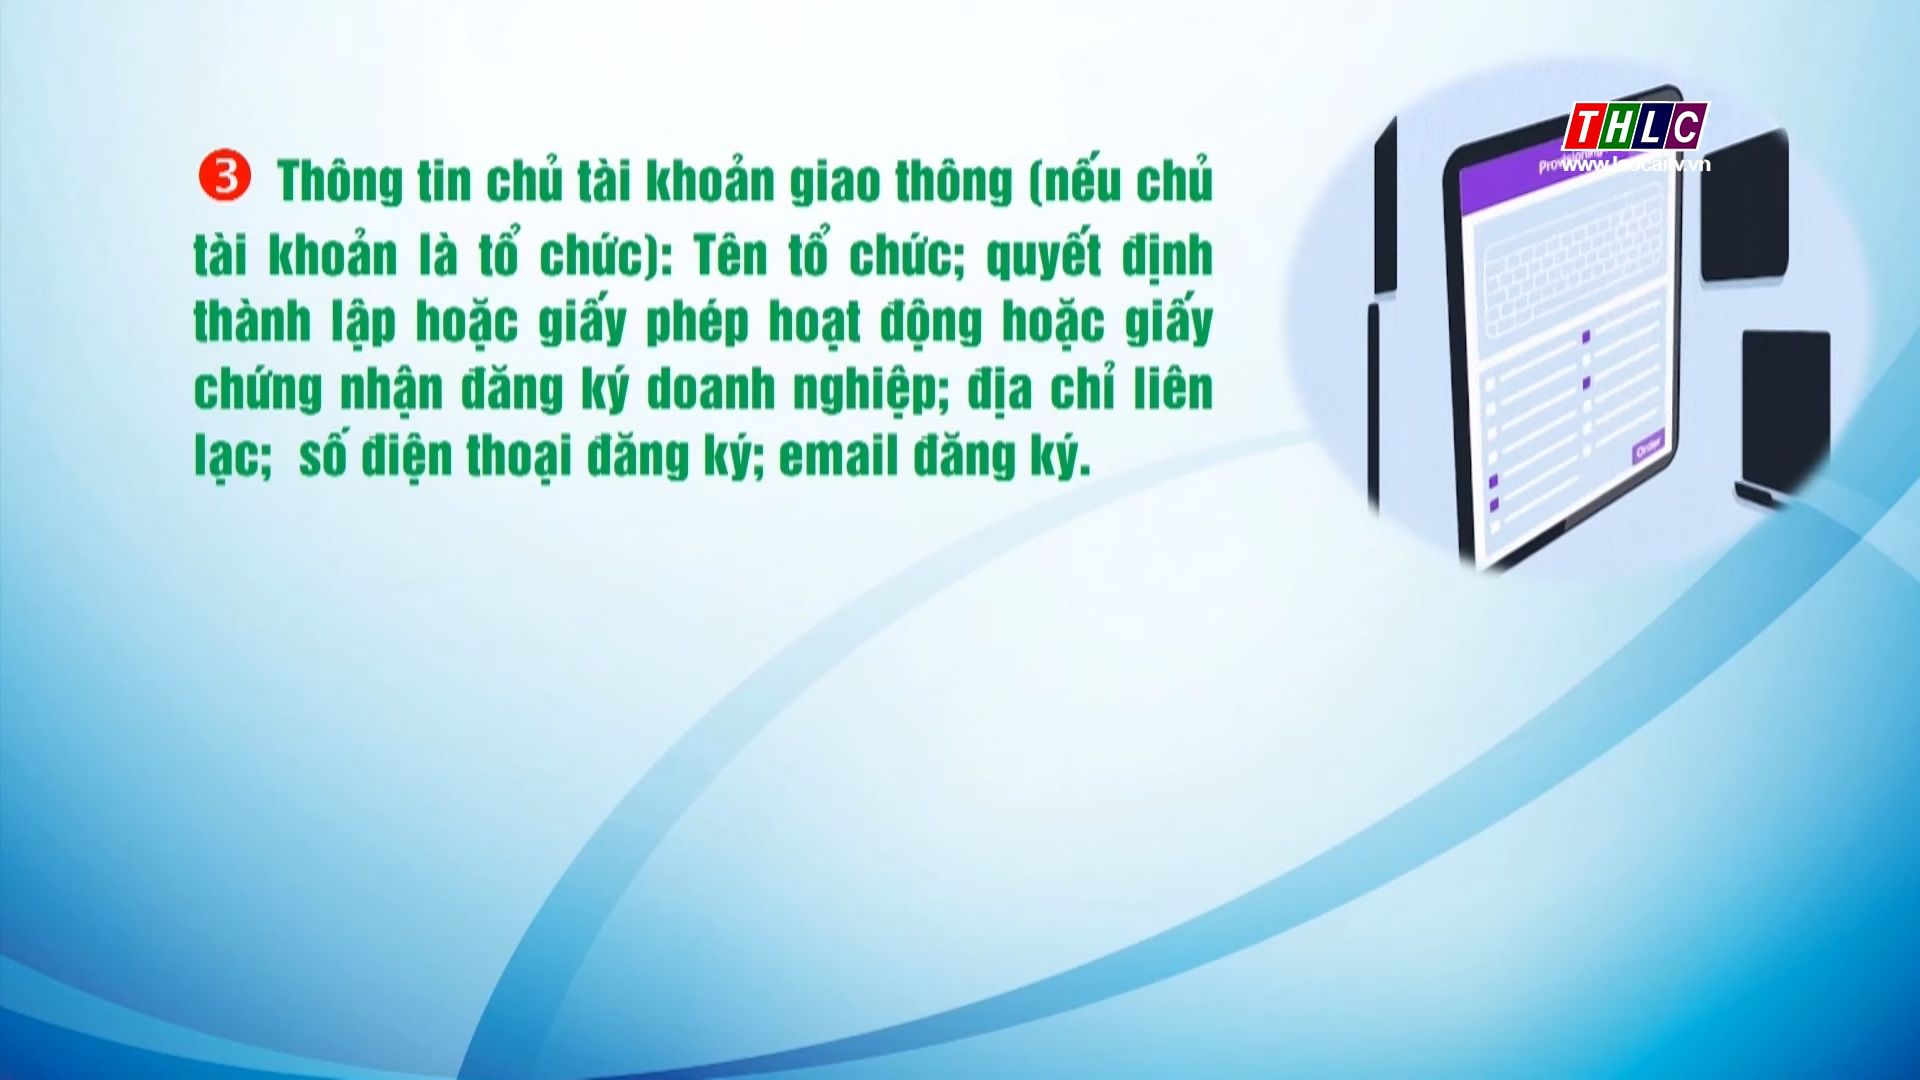 3 Thông tin chủ tài khoản giao thông (nếu chủ
tài khoản là tổ chức): Tên tổ chức; quyết định
thành lập hoặc giấy phép hoạt động hoặc giấy
chứng nhận đăng ký doanh nghiệp; địa chỉ liên
lạc; số điện thoại đăng ký; email đăng ký.
THLC
Order